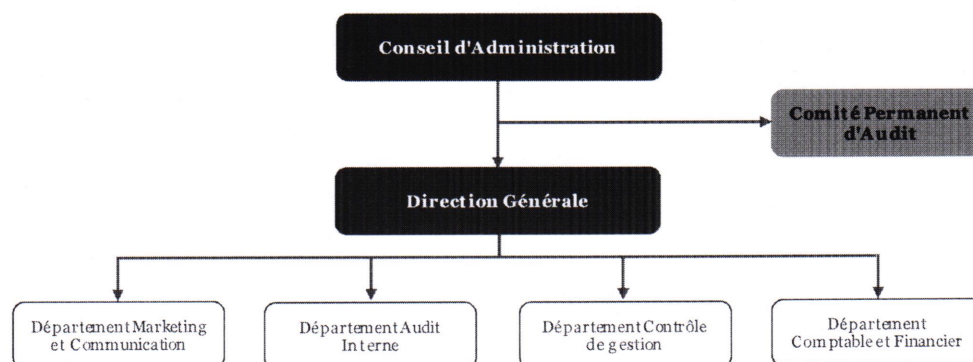 Conseil d'Administration
Comité Permanent
d'Audit
Direction Générale
Département Marketing
et Communication
Département Audit
Interne
Département Contrôle
de gestion
Département
Comptable et Financier